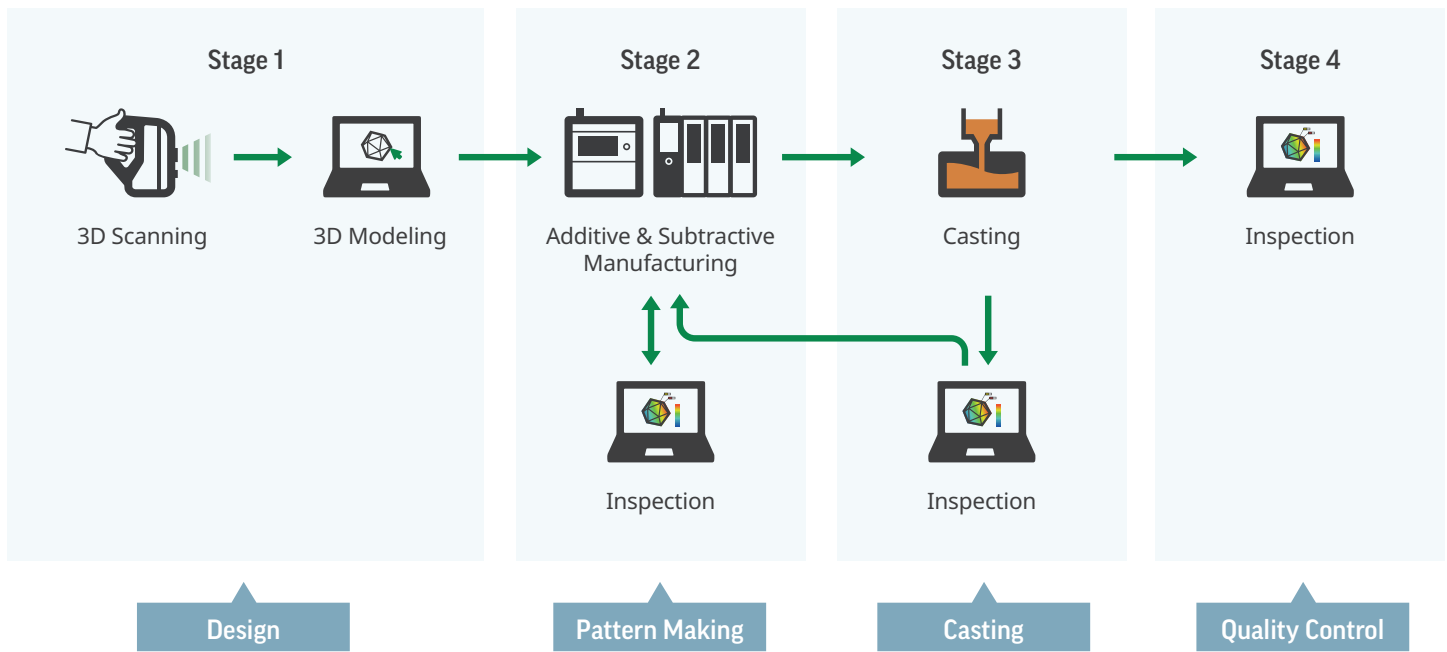 Stage 1
Stage 2
Stage 3
Stage 4
3D Scanning
3D Modeling
Additive & Subtractive
Manufacturing
Casting
Inspection
Inspection
Inspection
Design
Pattern Making
Casting
Quality Control